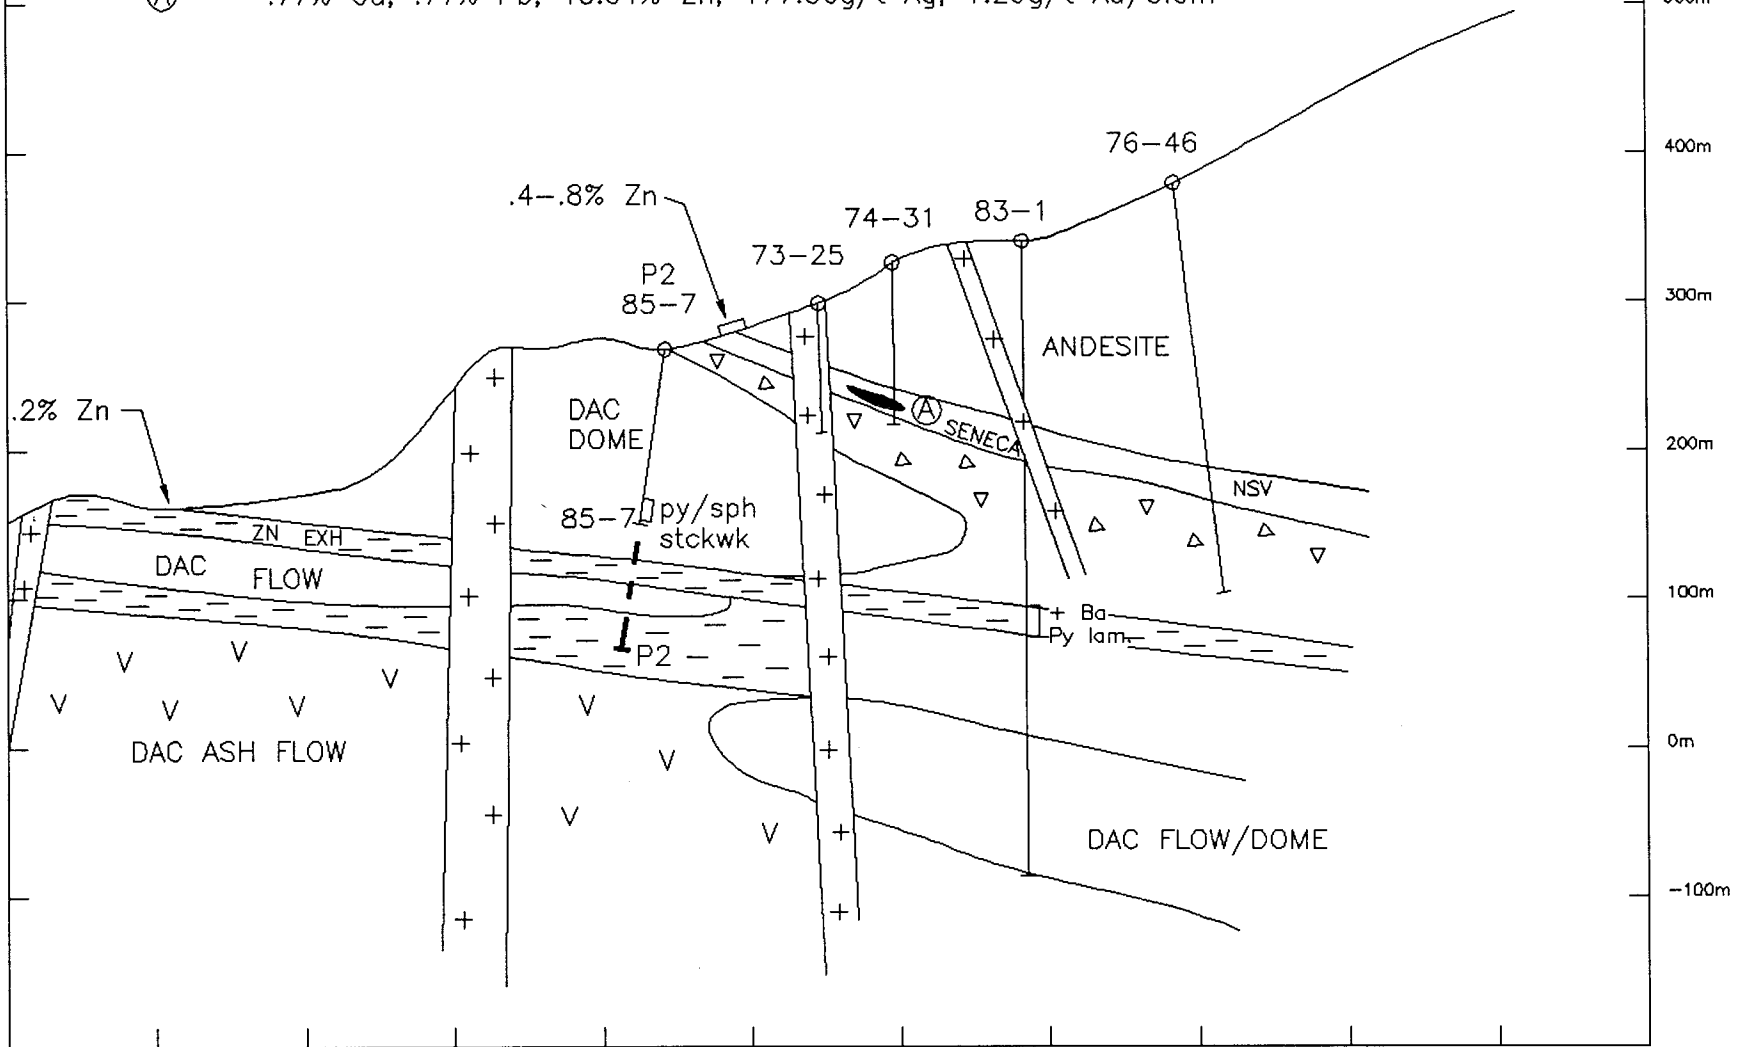 400m
76-46
.4-.8% Zn
74-31
83-1
73-25
P2
85-7
300m
ANDESITE
.2% Zn
DAC
DOME
A
SENECA
200m
NSV
85-7
py/sph
stckwk
ZN EXH
DAC FLOW
100m
+ Ba
Py lam.
P2
DAC ASH FLOW
0m
DAC FLOW/DOME
-100m